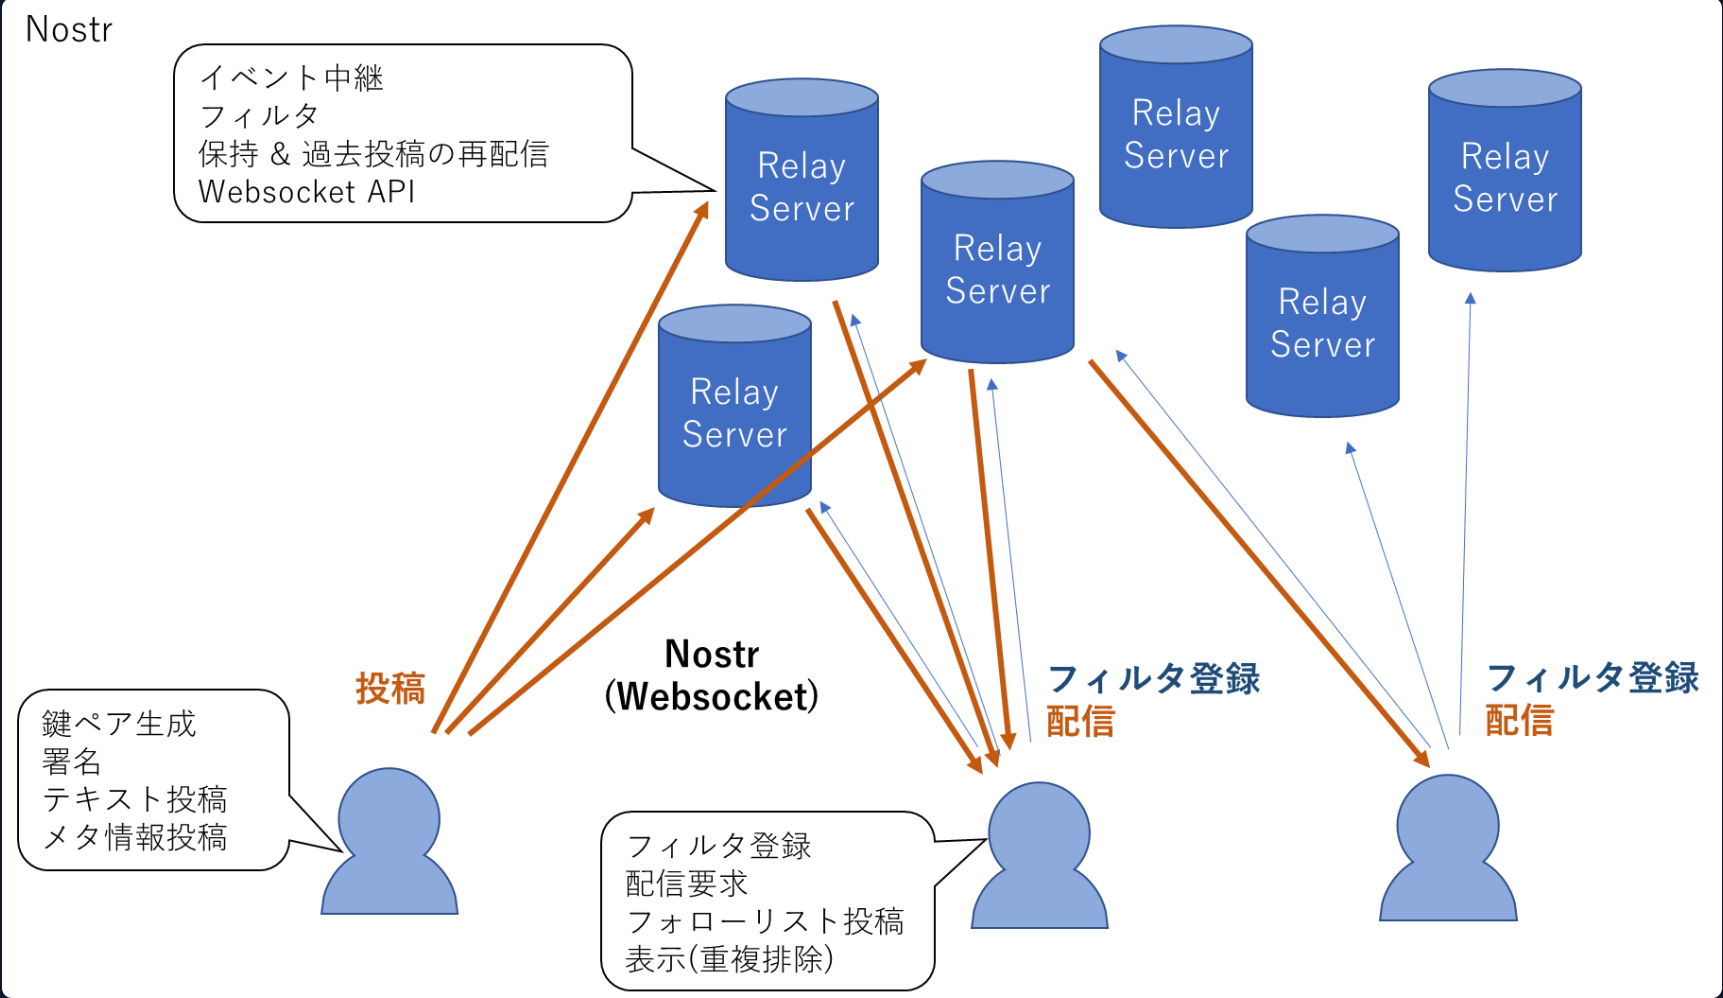 Nostr
イベント中継
フィルタ
保持 & 過去投稿の再配信
Websocket API
Relay
Server
Relay
Server
Relay
Server
Relay
Server
Relay
Server
Relay
Server
投稿
Nostr
(Websocket)
フィルタ登録
配信
フィルタ登録
配信
鍵ペア生成
署名
テキスト投稿
メタ情報投稿
フィルタ登録
配信要求
フォローリスト投稿
表示(重複排除)